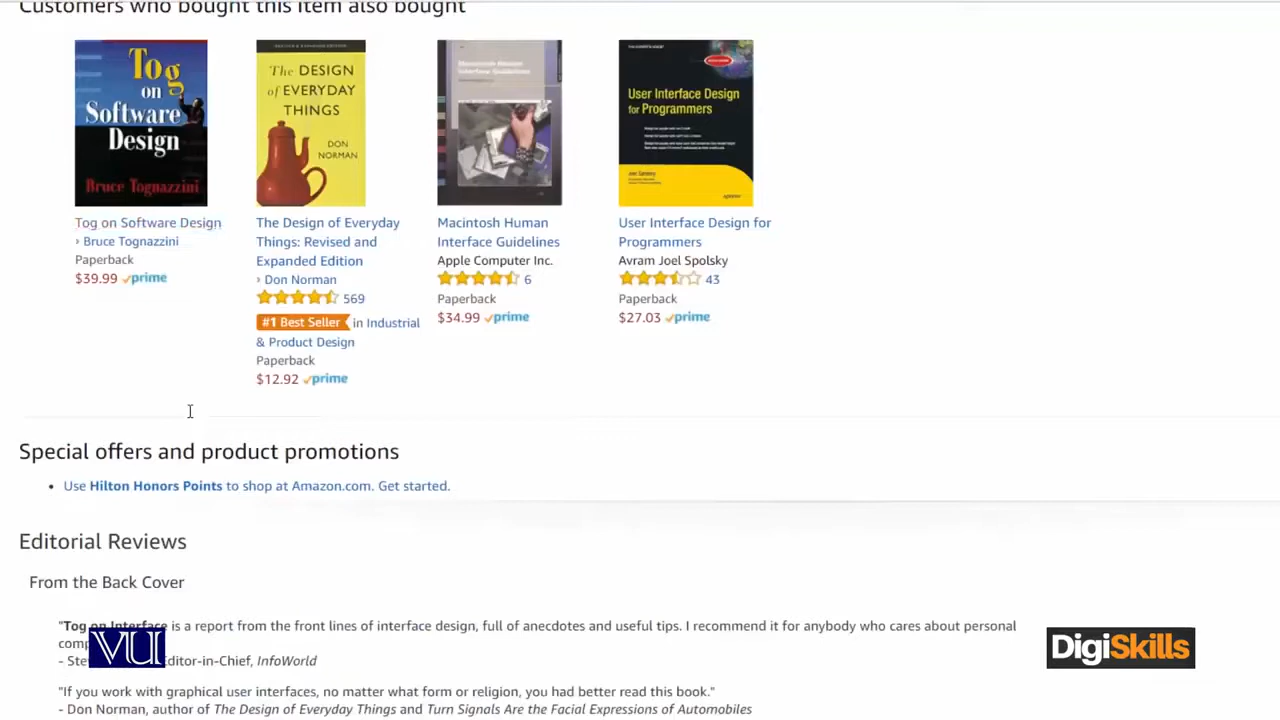 Customers who bought this item also bought
Tog
on
Software
Design
Bruce Tognazzini
The DESIGN
of EVERYDAY
THINGS
DON
NORMAN
Macintosh Human
Interface Guidelines
User Interface Design
for Programmers
Tog on Software Design
› Bruce Tognazzini
Paperback
$39.99 prime
The Design of Everyday
Things: Revised and
Expanded Edition
› Don Norman
569
#1 Best Seller in Industrial
& Product Design
Paperback
$12.92 prime
Macintosh Human
Interface Guidelines
Apple Computer Inc.
6
Paperback
$34.99 prime
User Interface Design for
Programmers
Avram Joel Spolsky
43
Paperback
$27.03 prime
Special offers and product promotions
• Use Hilton Honors Points to shop at Amazon.com. Get started.
Editorial Reviews
From the Back Cover
"Tog on Interface is a report from the front lines of interface design, full of anecdotes and useful tips. I recommend it for anybody who cares about personal
- Editor-in-Chief, InfoWorld
"If you work with graphical user interfaces, no matter what form or religion, you had better read this book."
- Don Norman, author of The Design of Everyday Things and Turn Signals Are the Facial Expressions of Automobiles
VU
DigiSkills